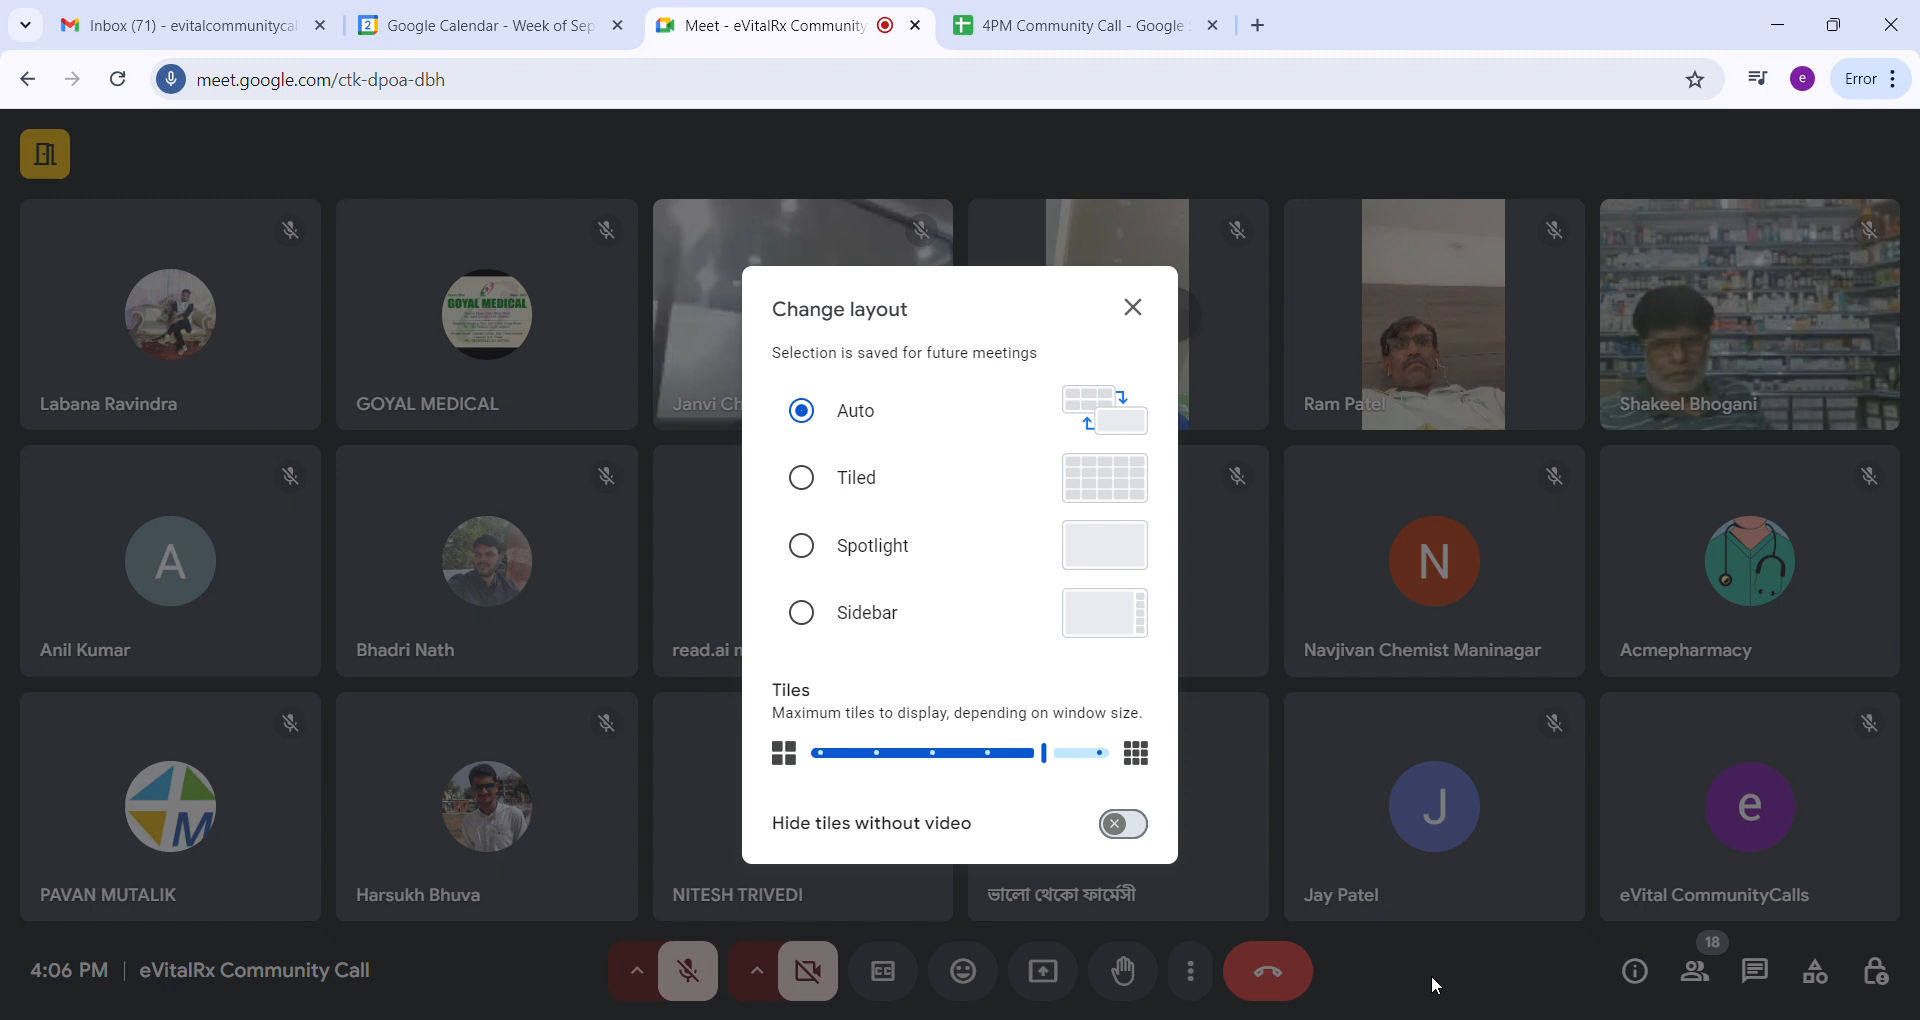 Inbox (71) - evitalcommunityca
Google Calendar - Week of Sep
Meet - eVitalRx Community
4PM Community Call - Google
meet.google.com/ctk-dpoa-dbh
e
Error
Labana Ravindra
GOYAL MEDICAL
GOYAL MEDICAL
Janvi Ch
Ram Patel
Shakeel Bhogani
Change layout
Selection is saved for future meetings
Auto
Tiled
Spotlight
Sidebar
Tiles
Maximum tiles to display, depending on window size.
Hide tiles without video
A
Anil Kumar
Bhadri Nath
read.ai
N
Navjivan Chemist Maninagar
Acmepharmacy
M
PAVAN MUTALIK
Harsukh Bhuva
NITESH TRIVEDI
ভালো থেকো ফার্মেসী
J
Jay Patel
e
eVital CommunityCalls
4:06 PM | eVitalRx Community Call
18